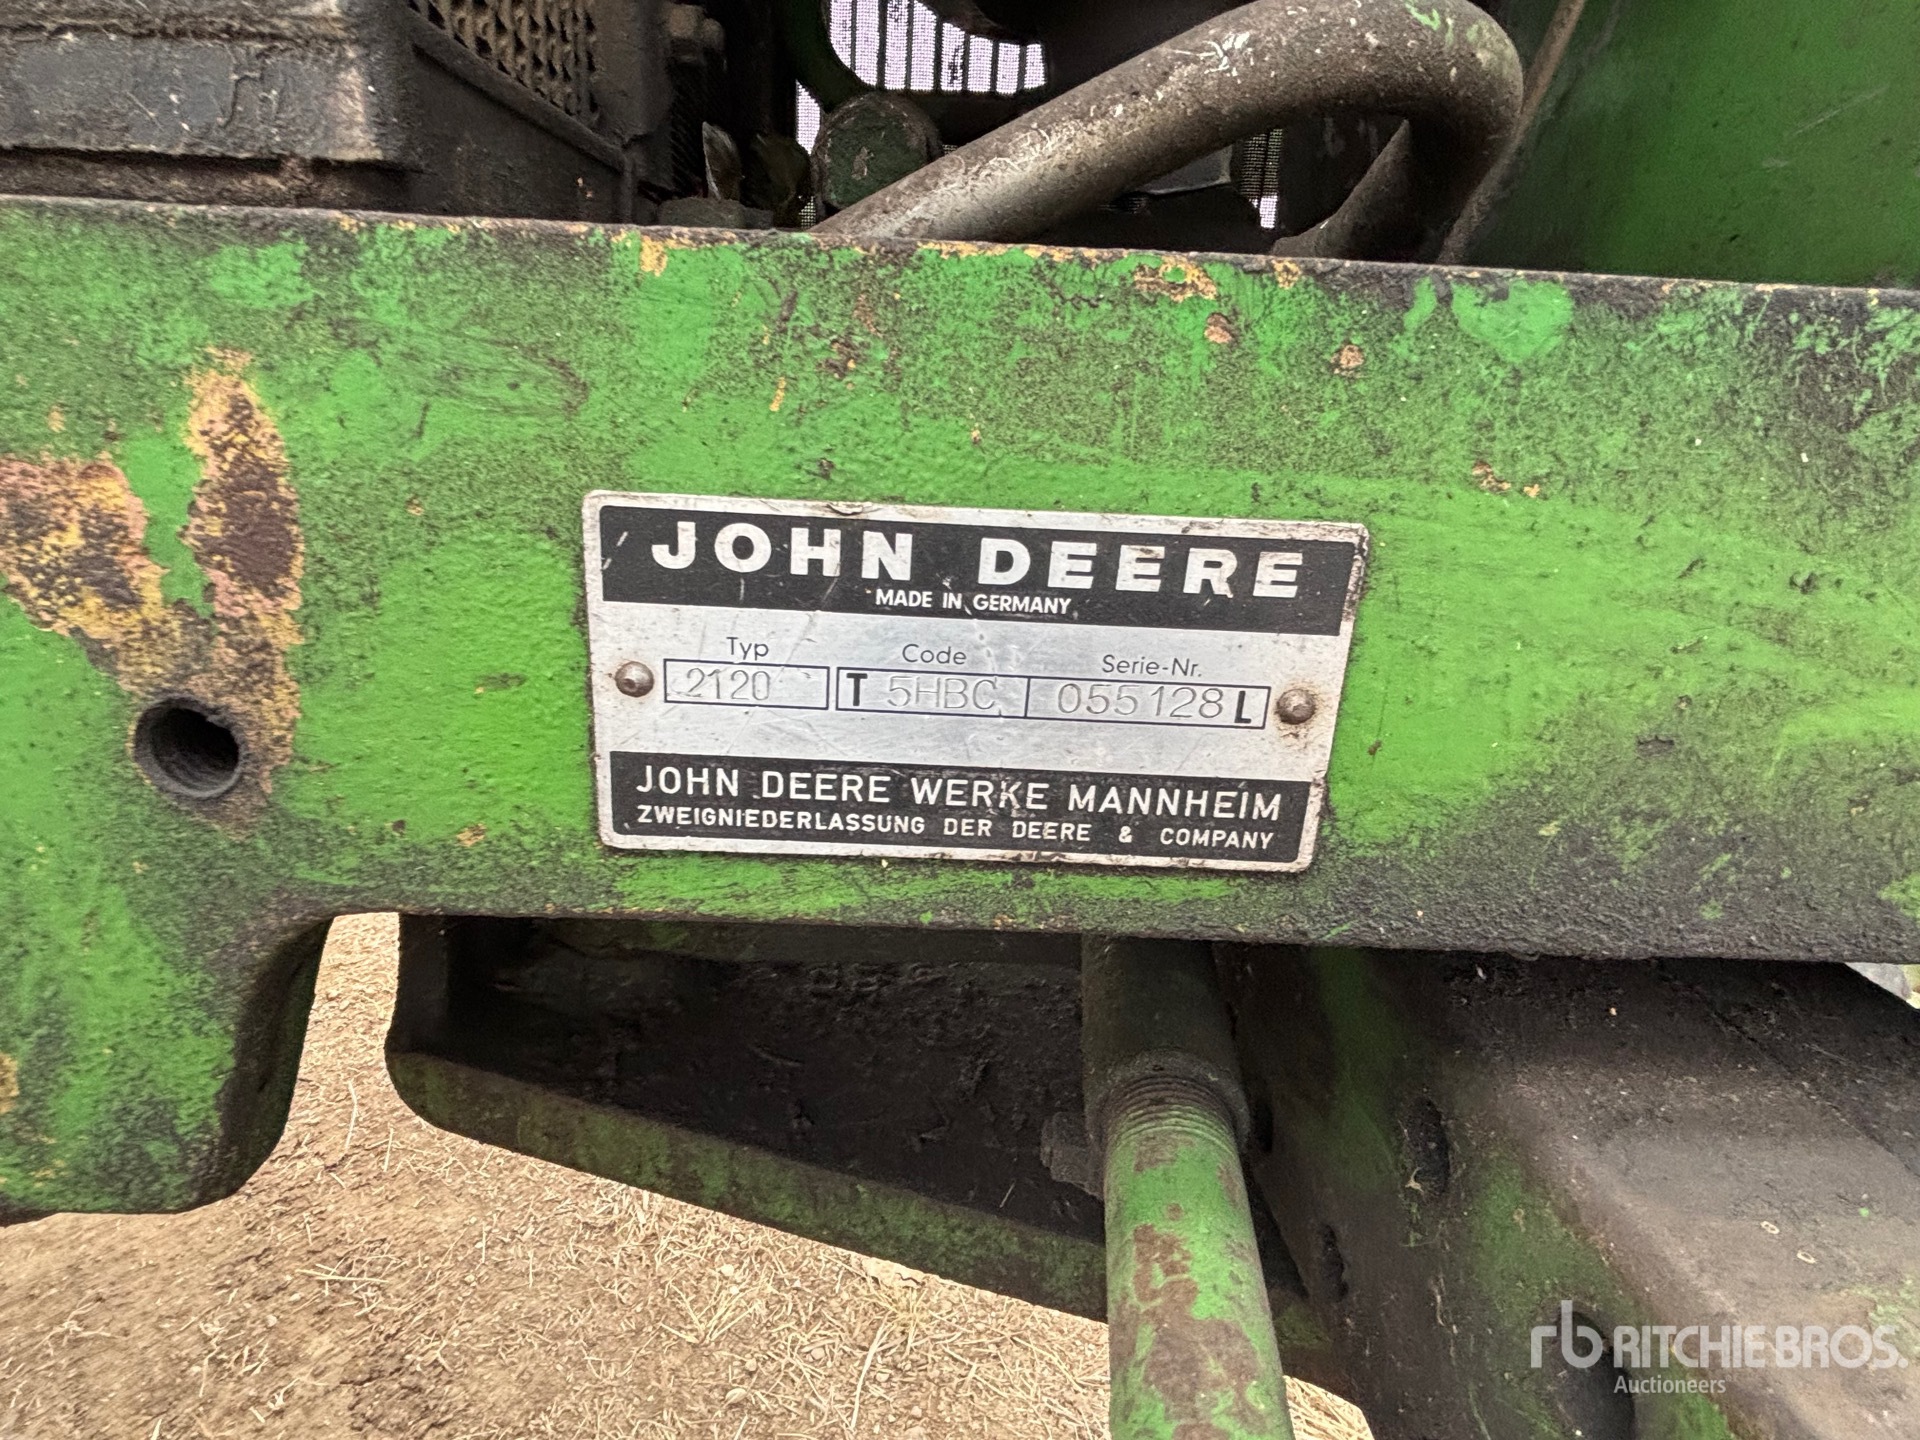 JOHN DEERE
MADE IN GERMANY
Typ Code Serie-Nr.
2120 T 5HBC 055128 L
JOHN DEERE WERKE MANNHEIM
ZWEIGNIEDERLASSUNG DER DEERE & COMPANY
rb RITCHIE BROS.
Auctioneers